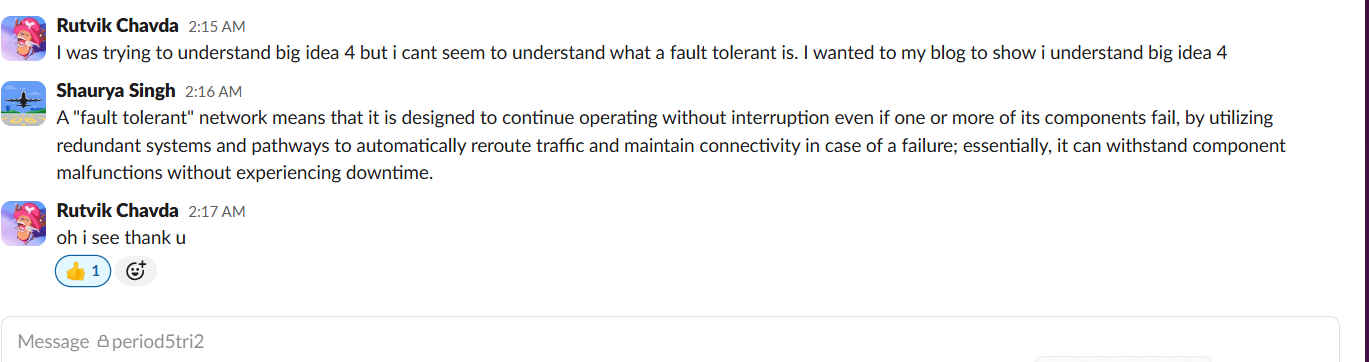 Rutvik Chavda 2:15 AM
I was trying to understand big idea 4 but i cant seem to understand what a fault tolerant is. I wanted to my blog to show i understand big idea 4
Shaurya Singh 2:16 AM
A "fault tolerant" network means that it is designed to continue operating without interruption even if one or more of its components fail, by utilizing
redundant systems and pathways to automatically reroute traffic and maintain connectivity in case of a failure; essentially, it can withstand component
malfunctions without experiencing downtime.
Rutvik Chavda 2:17 AM
oh i see thank u
1
Message period5tri2